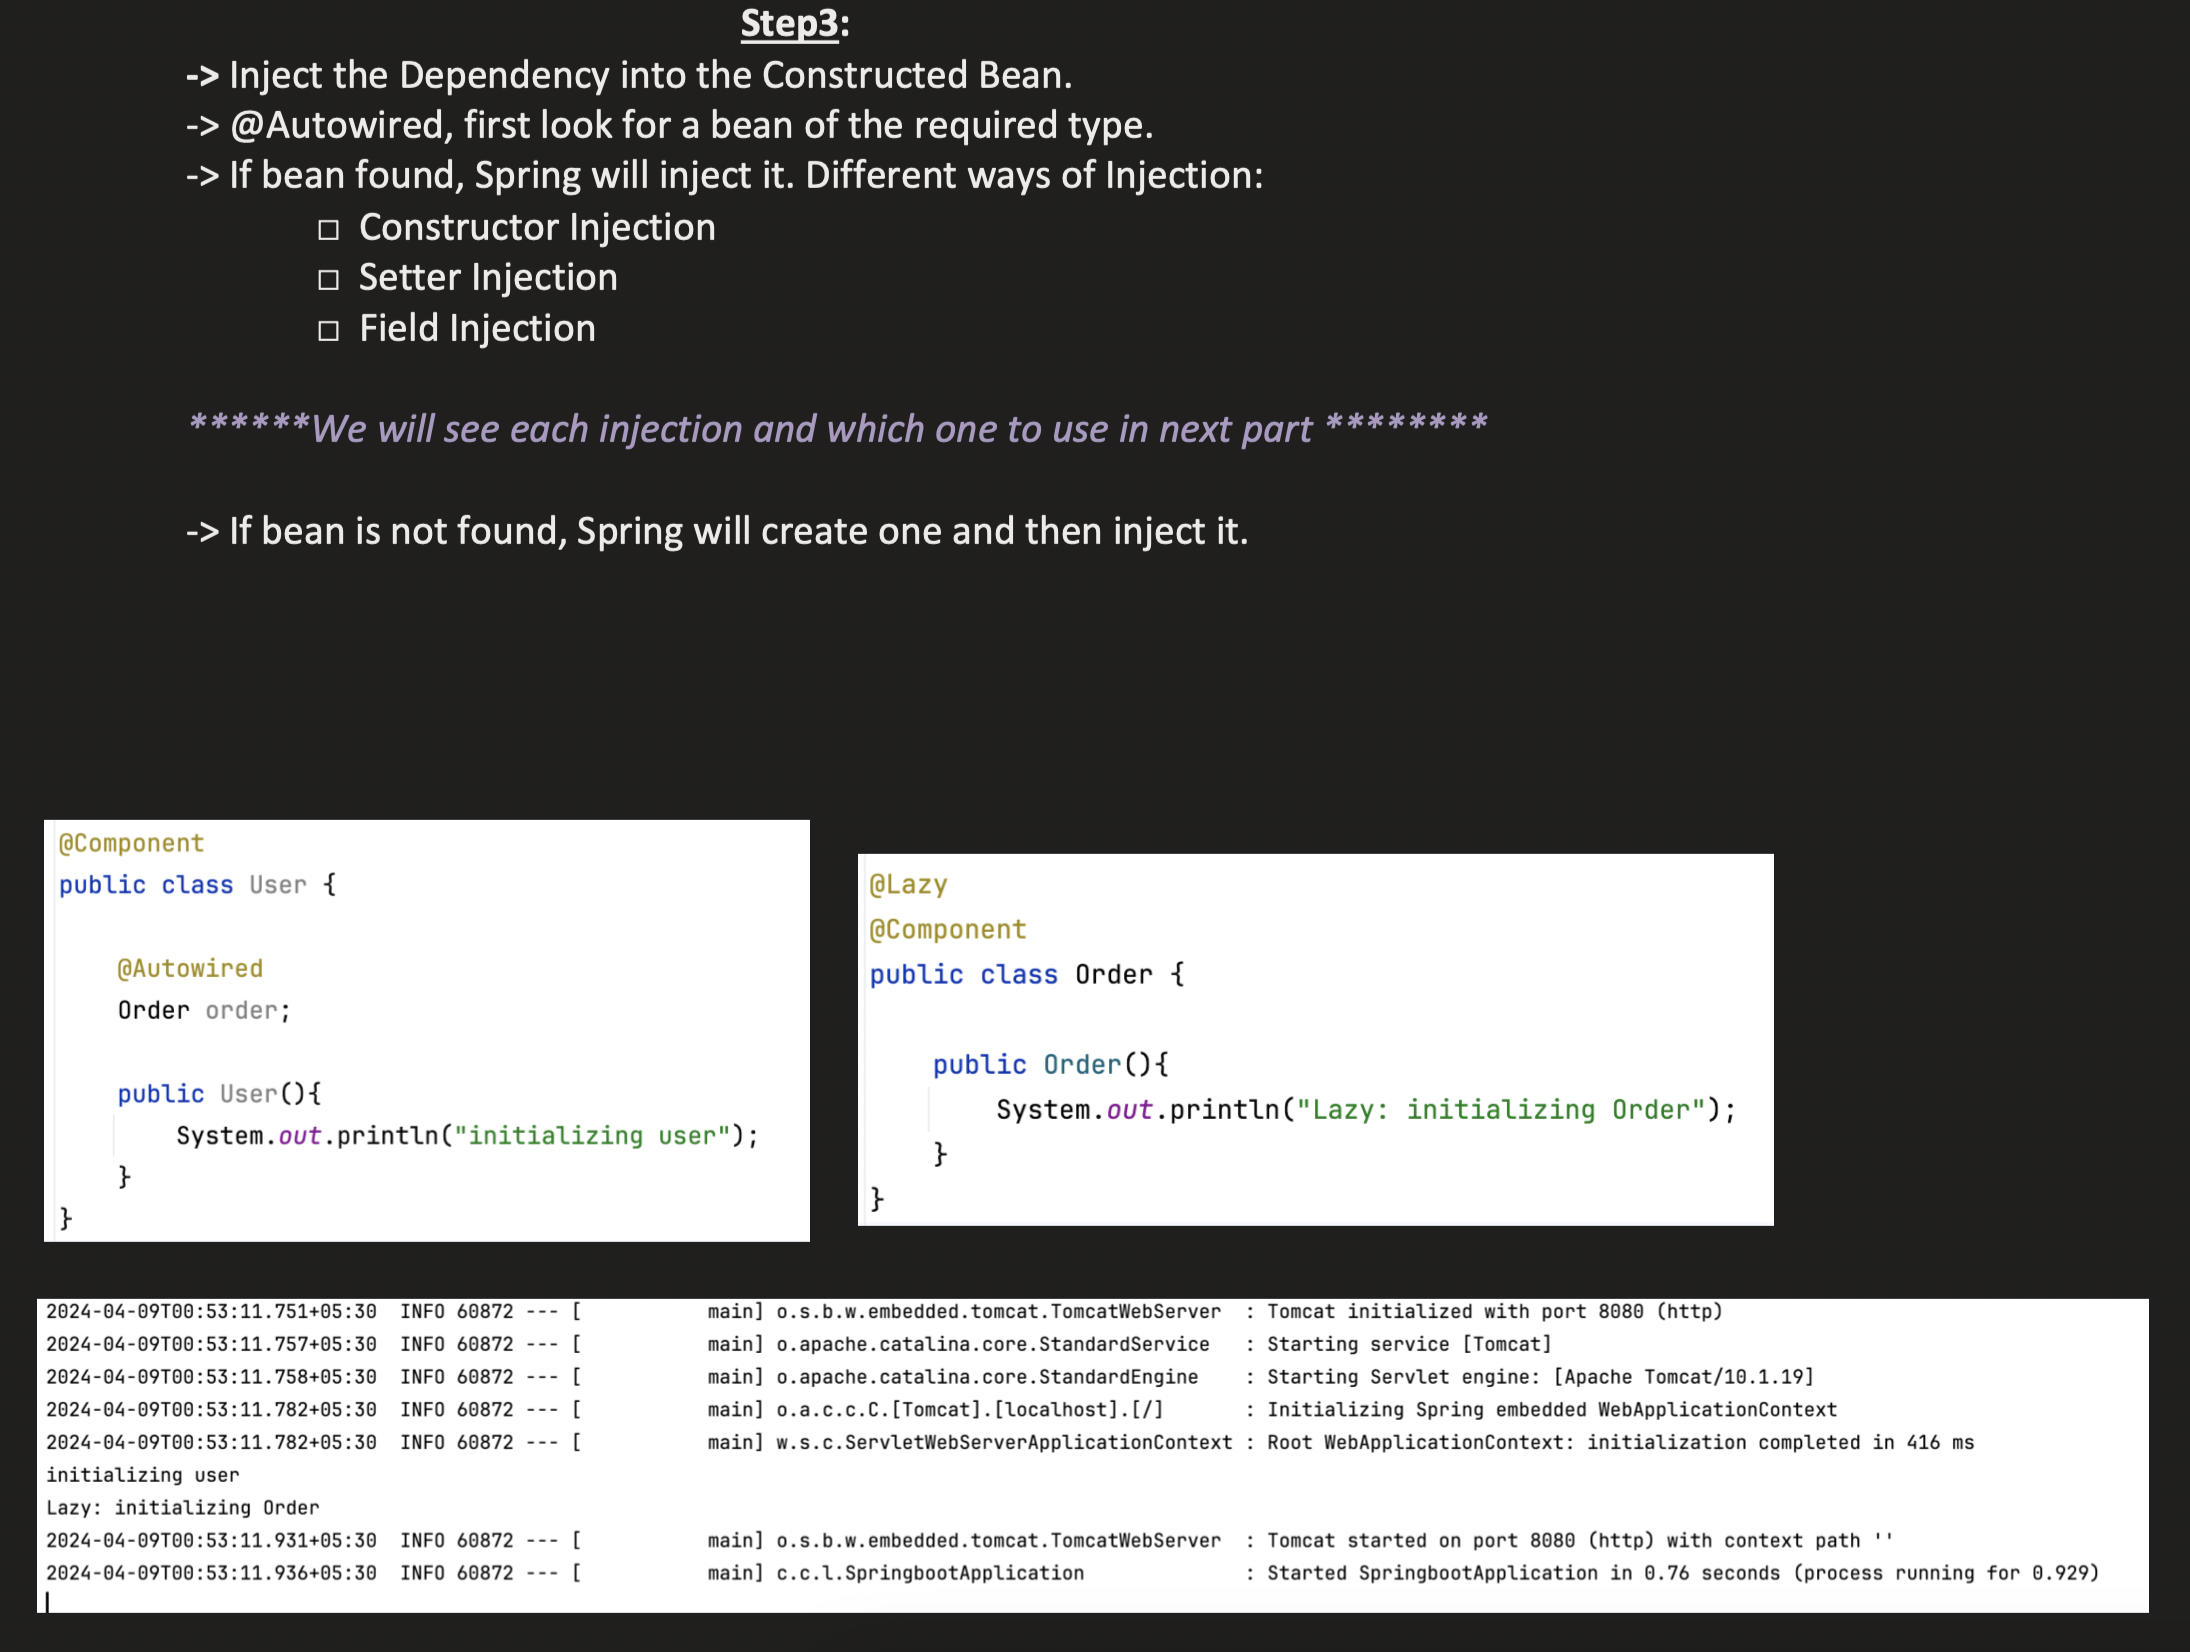 Step3:
-> Inject the Dependency into the Constructed Bean.
-> @Autowired, first look for a bean of the required type.
-> If bean found, Spring will inject it. Different ways of Injection:
□ Constructor Injection
□ Setter Injection
□ Field Injection
******We will see each injection and which one to use in next part ********
-> If bean is not found, Spring will create one and then inject it.
@Component
public class User {
@Autowired
Order order;
public User(){
System.out.println("initializing user");
}
}
@Lazy
@Component
public class Order {
public Order(){
System.out.println("Lazy: initializing Order");
}
}
2024-04-09T00:53:11.751+05:30  INFO 60872 --- [           main] o.s.b.w.embedded.tomcat.TomcatWebServer  : Tomcat initialized with port 8080 (http)
2024-04-09T00:53:11.757+05:30  INFO 60872 --- [           main] o.apache.catalina.core.StandardService   : Starting service [Tomcat]
2024-04-09T00:53:11.758+05:30  INFO 60872 --- [           main] o.apache.catalina.core.StandardEngine    : Starting Servlet engine: [Apache Tomcat/10.1.19]
2024-04-09T00:53:11.782+05:30  INFO 60872 --- [           main] o.a.c.c.C.[Tomcat].[localhost].[/]       : Initializing Spring embedded WebApplicationContext
2024-04-09T00:53:11.782+05:30  INFO 60872 --- [           main] w.s.c.ServletWebServerApplicationContext : Root WebApplicationContext: initialization completed in 416 ms
initializing user
Lazy: initializing Order
2024-04-09T00:53:11.931+05:30  INFO 60872 --- [           main] o.s.b.w.embedded.tomcat.TomcatWebServer  : Tomcat started on port 8080 (http) with context path ''
2024-04-09T00:53:11.936+05:30  INFO 60872 --- [           main] c.c.l.SpringbootApplication              : Started SpringbootApplication in 0.76 seconds (process running for 0.929)